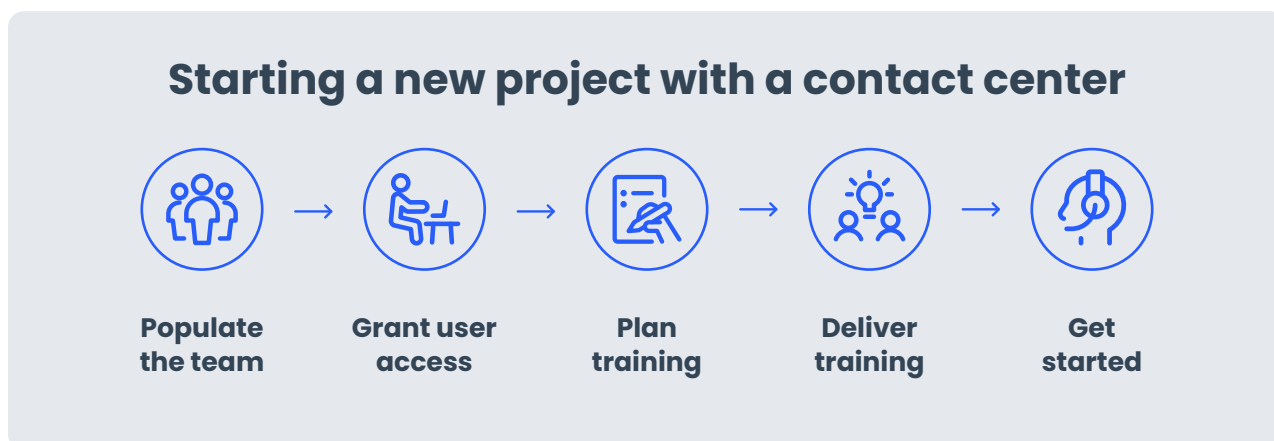 Starting a new project with a contact center
Populate
the team
Grant user
access
Plan
training
Deliver
training
Get
started